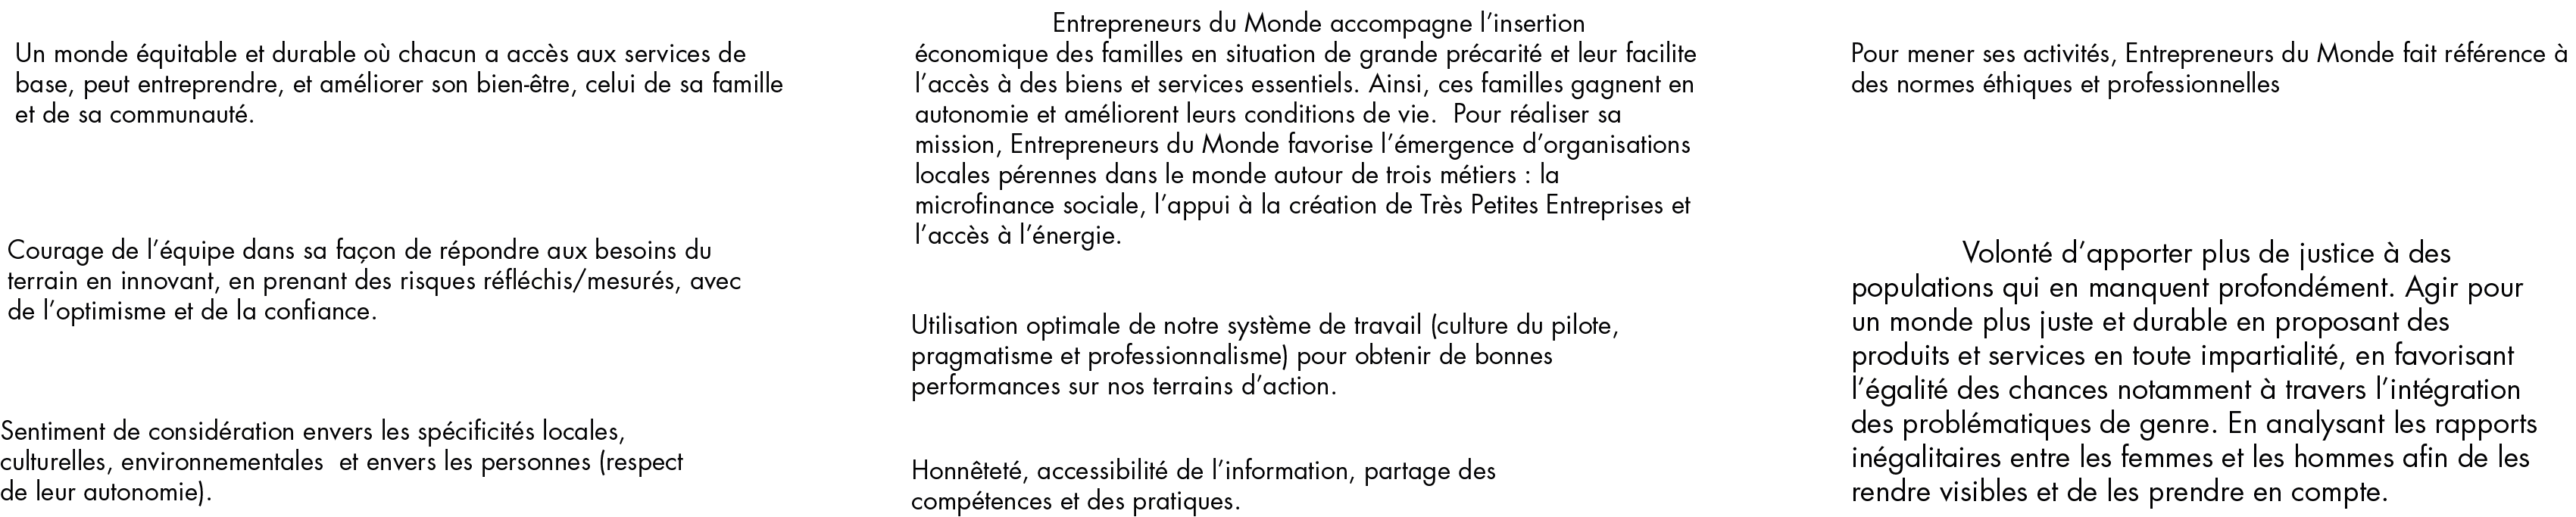 Un monde équitable et durable où chacun a accès aux services de
base, peut entreprendre, et améliorer son bien-être, celui de sa famille
et de sa communauté.
Entrepreneurs du Monde accompagne l’insertion
économique des familles en situation de grande précarité et leur facilite
l’accès à des biens et services essentiels. Ainsi, ces familles gagnent en
autonomie et améliorent leurs conditions de vie.  Pour réaliser sa
mission, Entrepreneurs du Monde favorise l’émergence d’organisations
locales pérennes dans le monde autour de trois métiers : la
microfinance sociale, l’appui à la création de Très Petites Entreprises et
l’accès à l’énergie.
Pour mener ses activités, Entrepreneurs du Monde fait référence à
des normes éthiques et professionnelles
Courage de l’équipe dans sa façon de répondre aux besoins du
terrain en innovant, en prenant des risques réfléchis/mesurés, avec
de l’optimisme et de la confiance.
Utilisation optimale de notre système de travail (culture du pilote,
pragmatisme et professionnalisme) pour obtenir de bonnes
performances sur nos terrains d’action.
Volonté d’apporter plus de justice à des
populations qui en manquent profondément. Agir pour
un monde plus juste et durable en proposant des
produits et services en toute impartialité, en favorisant
l’égalité des chances notamment à travers l’intégration
des problématiques de genre. En analysant les rapports
inégalitaires entre les femmes et les hommes afin de les
rendre visibles et de les prendre en compte.
Sentiment de considération envers les spécificités locales,
culturelles, environnementales  et envers les personnes (respect
de leur autonomie).
Honnêteté, accessibilité de l’information, partage des
compétences et des pratiques.